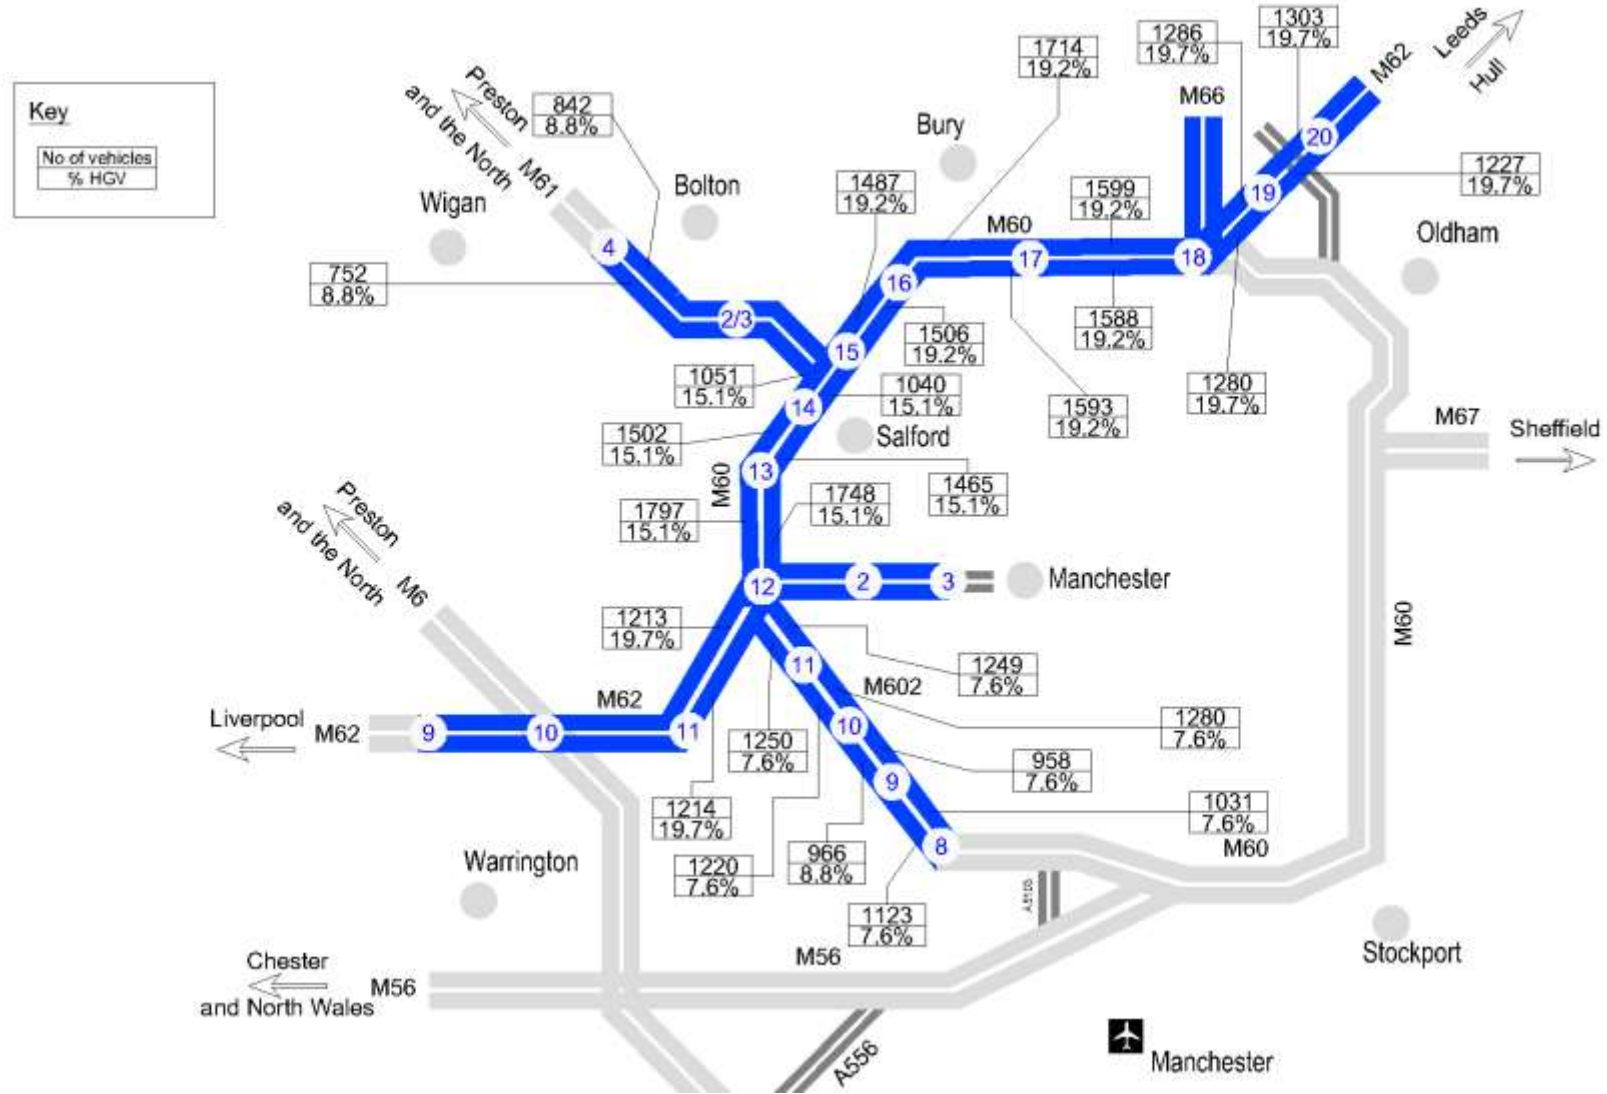 Key
No of vehicles
% HGV
Preston
and the North
M61
842
8.8%
Wigan
Bolton
752
8.8%
Bury
1714
19.2%
1286
19.7%
1303
19.7%
M66
M62
Leeds
Hull
1487
19.2%
M60
1599
19.2%
1227
19.7%
Oldham
4
2/3
15
16
17
18
19
20
1506
19.2%
1588
19.2%
1593
19.2%
1280
19.7%
1051
15.1%
1040
15.1%
14
Salford
1502
15.1%
13
M60
1465
15.1%
1748
15.1%
1797
15.1%
M67
Sheffield
Preston
and the North
M6
12
2
3
Manchester
1213
19.7%
11
1249
7.6%
M602
M60
Liverpool
M62
9
10
M62
11
10
1280
7.6%
1250
7.6%
958
7.6%
9
1214
19.7%
1031
7.6%
8
M60
1220
7.6%
966
8.8%
1123
7.6%
Warrington
A5103
Stockport
Chester
and North Wales
M56
M56
A556
Manchester